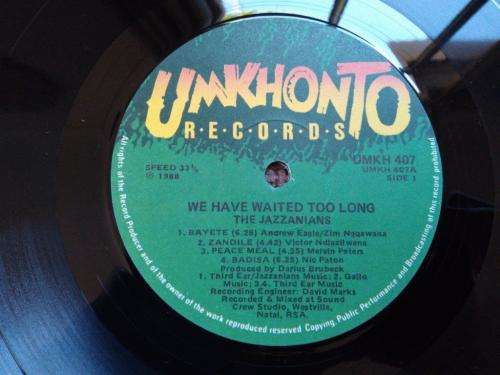 UMKHONTO
R·E·C·O·R·D·S
UMKH 407
UMKH 407A
SIDE 1
SPEED 33⅓
℗ 1988
WE HAVE WAITED TOO LONG
THE JAZZANIANS
1. BAYETE (6.28) Andrew Eagle/Zim Ngqawana
2. ZANDILE (4.42) Victor Ndlazilwana
3. PEACE MEAL (4.35) Melvin Peters
4. BADISA (6.25) Nic Paton
Produced by Darius Brubeck
1. Third Ear/Jazzanians Music; 2. Gallo
Music; 3.4. Third Ear Music
Recording Engineer: David Marks
Recorded & Mixed at Sound
Crew Studio, Westville,
Natal, RSA.
All rights of the Record Producer and of the owner of the work reproduced reserved Copying, Public Performance and Broadcasting of this record prohibited.